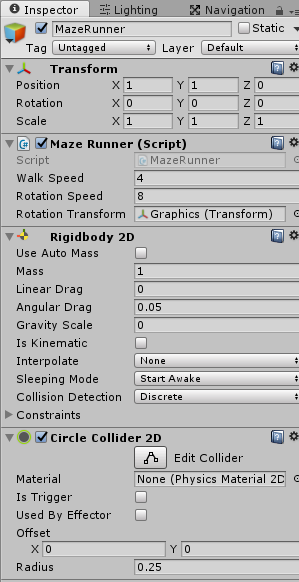 Inspector Lighting Navigation
MazeRunner Static
Tag Untagged Layer Default
Transform
Position X 1 Y 1 Z 0
Rotation X 0 Y 0 Z 0
Scale X 1 Y 1 Z 1
Maze Runner (Script)
Script MazeRunner
Walk Speed 4
Rotation Speed 8
Rotation Transform Graphics (Transform)
Rigidbody 2D
Use Auto Mass
Mass 1
Linear Drag 0
Angular Drag 0.05
Gravity Scale 0
Is Kinematic
Interpolate None
Sleeping Mode Start Awake
Collision Detection Discrete
Constraints
Circle Collider 2D
Edit Collider
Material None (Physics Material 2D
Is Trigger
Used By Effector
Offset
X 0 Y 0
Radius 0.25